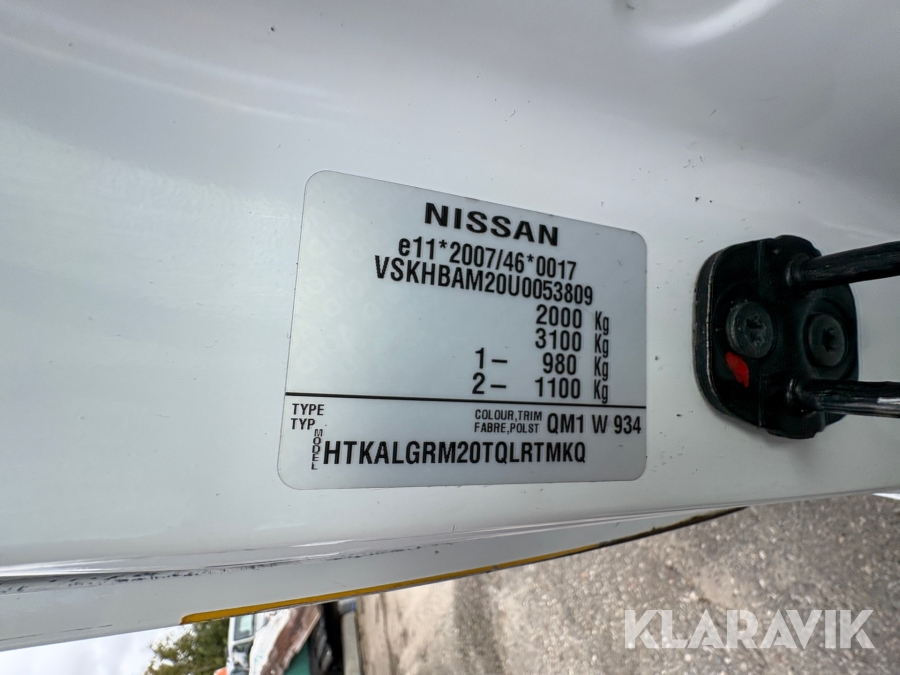 NISSAN
e11*2007/46*0017
VSKHBAM20U0053809
2000 Kg
3100 Kg
1- 980 Kg
2- 1100 Kg
TYPE
TYP
COLOUR,TRIM
FABRE,POLST
QM1 W 934
MODEL
HTKALGRM20TQLRTMKQ
KLARAVIK